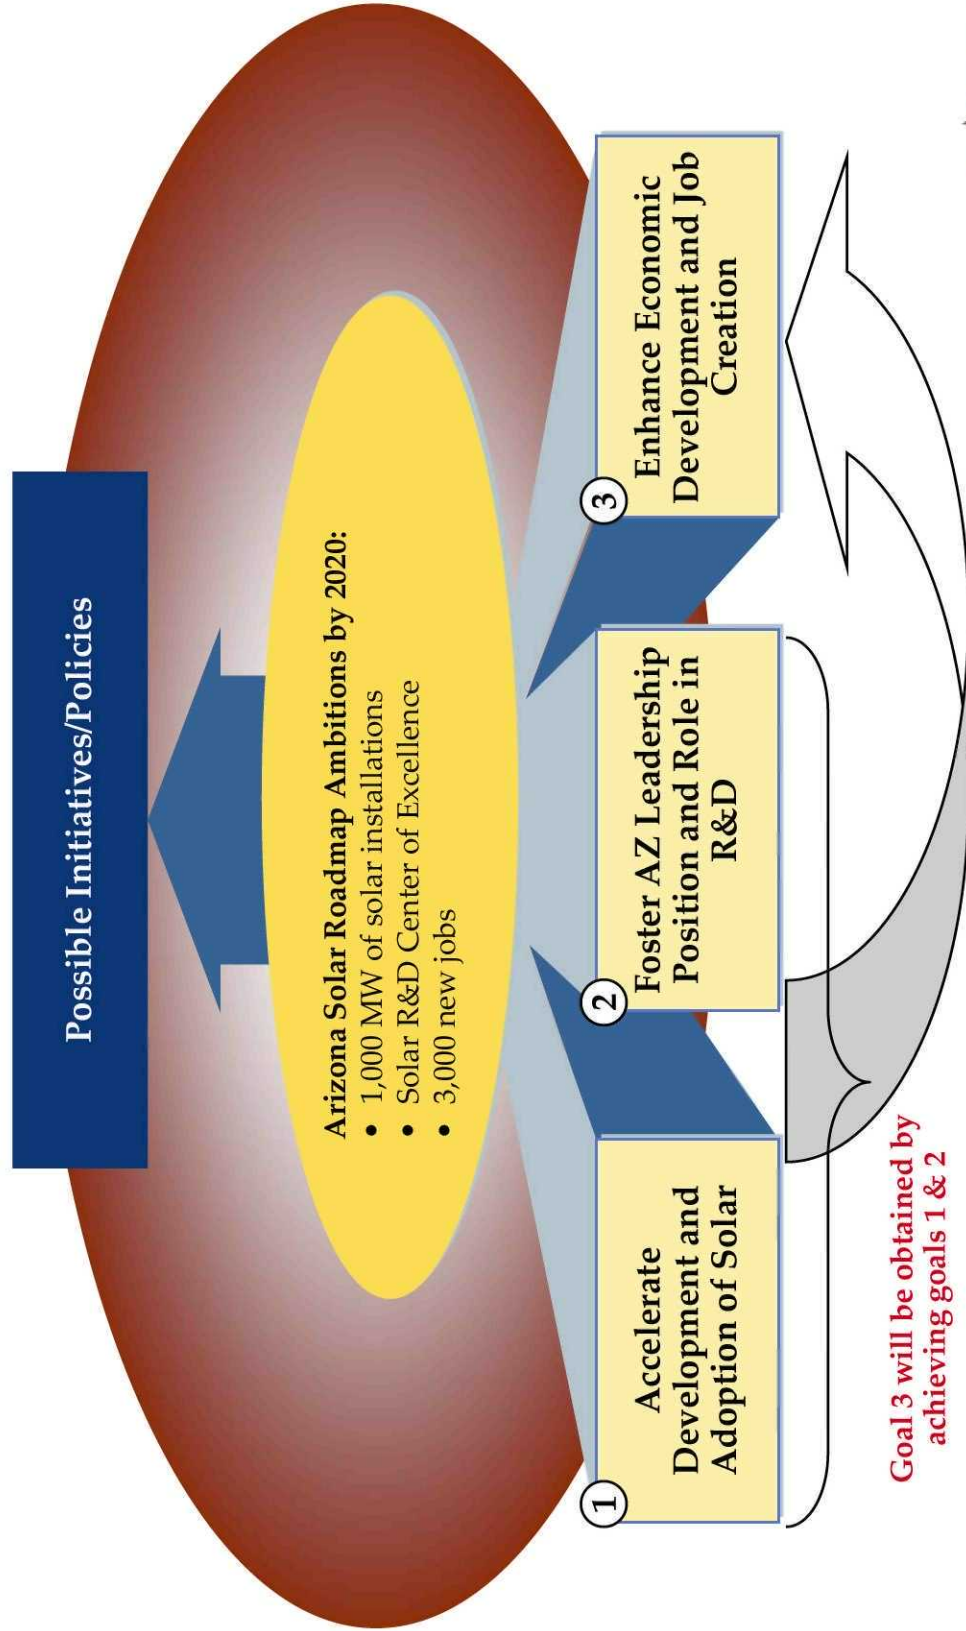 Possible Initiatives/Policies
Arizona Solar Roadmap Ambitions by 2020:
• 1,000 MW of solar installations
• Solar R&D Center of Excellence
• 3,000 new jobs
1
Accelerate
Development and
Adoption of Solar
2
Foster AZ Leadership
Position and Role in
R&D
3
Enhance Economic
Development and Job
Creation
Goal 3 will be obtained by
achieving goals 1 & 2